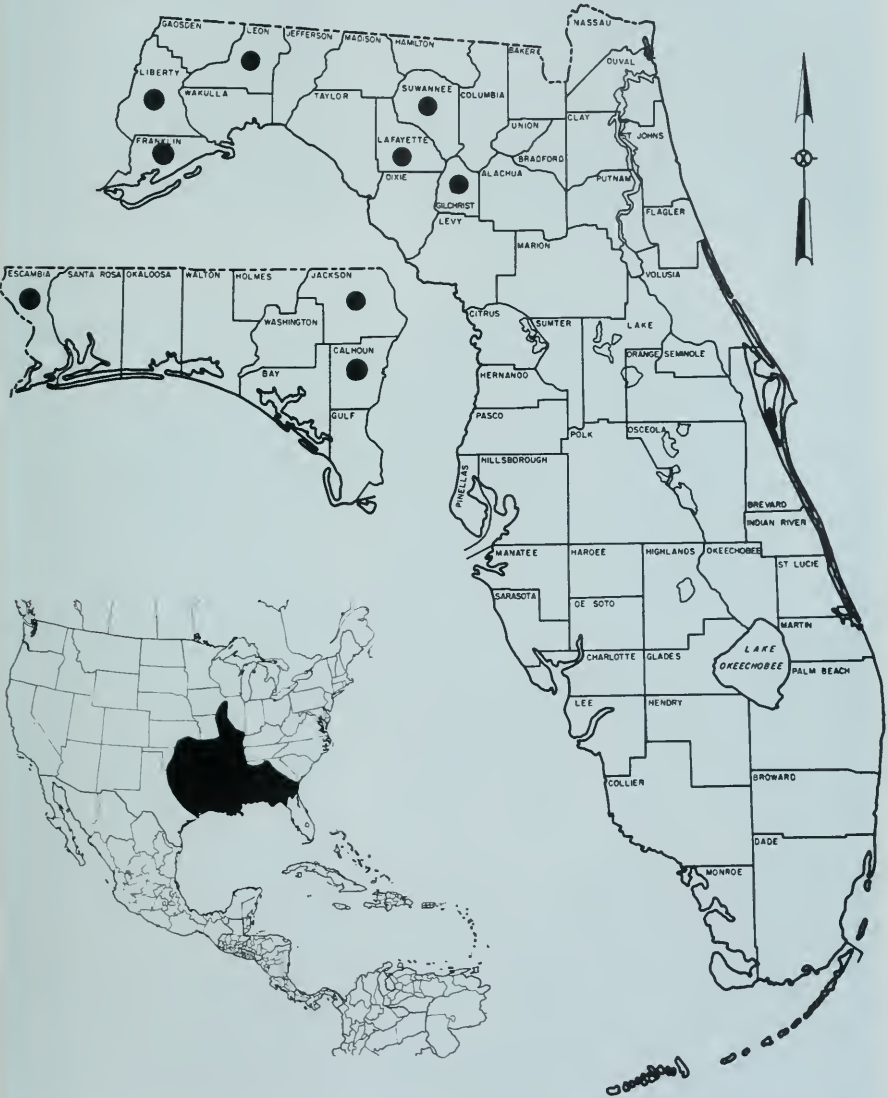 NASSAU
GADSDEN
LEON
JEFFERSON
MADISON
HAMILTON
BAKER
DUVAL
LIBERTY
WAKULLA
TAYLOR
SUWANNEE
COLUMBIA
UNION
CLAY
ST JOHNS
FRANKLIN
LAFAYETTE
BRADFORD
DIXIE
GILCHRIST
ALACHUA
PUTNAM
FLAGLER
LEVY
MARION
VOLUSIA
ESCAMBIA
SANTA ROSA
OKALOOSA
WALTON
HOLMES
JACKSON
WASHINGTON
CALHOUN
BAY
GULF
CITRUS
SUMTER
LAKE
ORANGE
SEMINOLE
HERNANDO
PASCO
POLK
OSCEOLA
HILLSBOROUGH
PINELLAS
BREVARD
INDIAN RIVER
MANATEE
HARDEE
HIGHLANDS
OKEECHOBEE
ST LUCIE
SARASOTA
DE SOTO
MARTIN
CHARLOTTE
GLADES
LAKE
OKEECHOBEE
PALM BEACH
LEE
HENDRY
COLLIER
BROWARD
DADE
MONROE